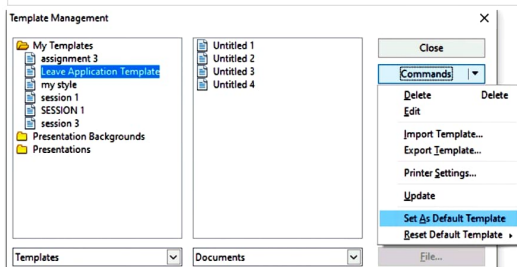 Template Management
My Templates
assignment 3
Leave Application Template
my style
session 1
SESSION 1
session 3
Presentation Backgrounds
Presentations
Templates
Untitled 1
Untitled 2
Untitled 3
Untitled 4
Documents
Close
Commands
Delete Delete
Edit
Import Template...
Export Template...
Printer Settings...
Update
Set As Default Template
Reset Default Template
File...